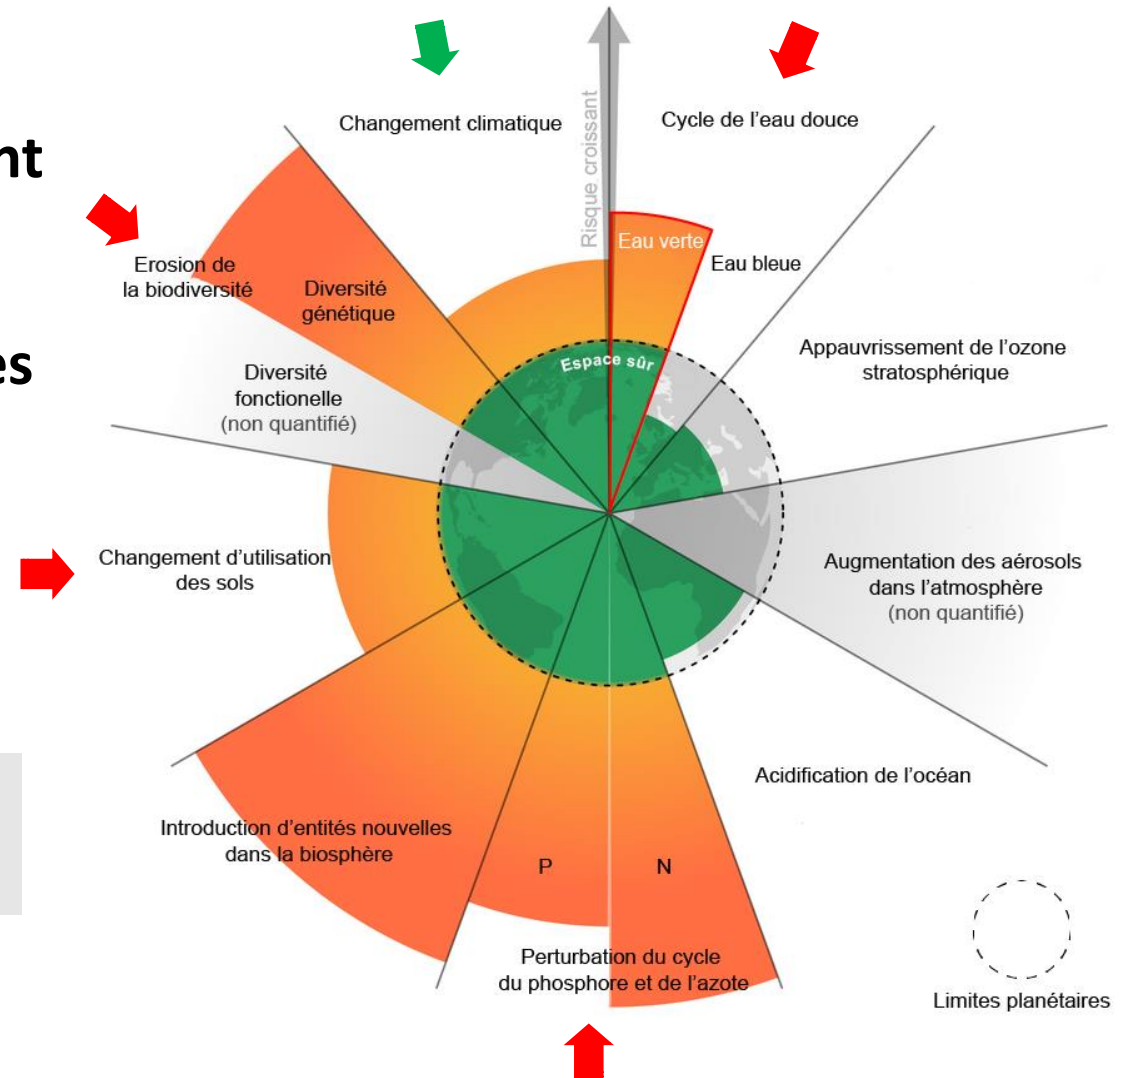 nt
es
Changement climatique
Risque croissant
Cycle de l'eau douce
Eau verte
Eau bleue
Erosion de
la biodiversité
Diversité
génétique
Espace sûr
Appauvrissement de l'ozone
stratosphérique
Diversité
fonctionelle
(non quantifié)
Changement d'utilisation
des sols
Augmentation des aérosols
dans l'atmosphère
(non quantifié)
Acidification de l'océan
Introduction d'entités nouvelles
dans la biosphère
P
N
Perturbation du cycle
du phosphore et de l'azote
Limites planétaires